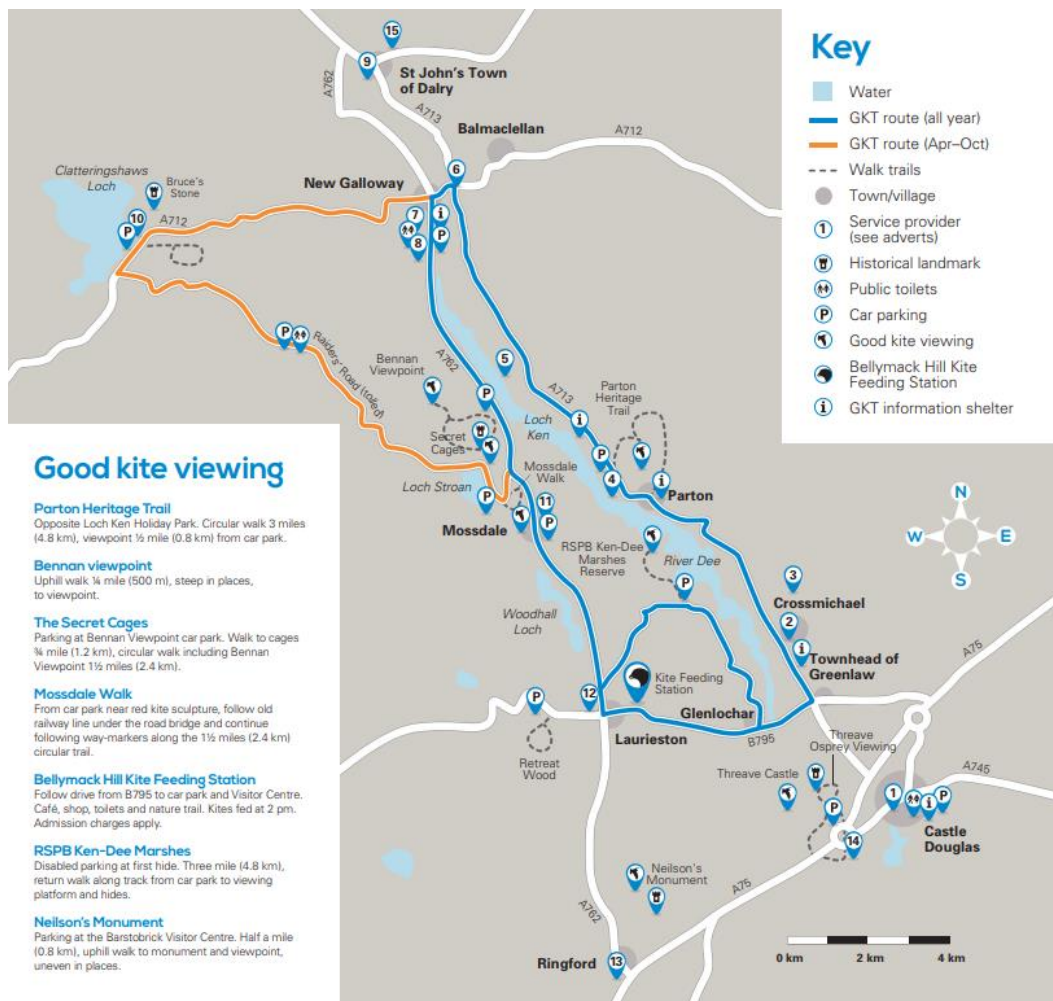 15
9
St John's Town
of Dalry
A762
A713
Balmaclellan
A712
6
Clatteringshaws
Loch
Bruce's
Stone
New Galloway
10
P
A712
7
i
8
P
P
Raiders' Road (toll)
Bennan
Viewpoint
A762
5
P
A713
Parton
Heritage
Trail
Loch
Ken
i
Secret
Cages
P
Mossdale
Walk
4
i
Parton
Loch Stroan
P
11
P
Mossdale
RSPB Ken-Dee
Marshes
Reserve
River Dee
P
3
Crossmichael
2
i
Townhead of
Greenlaw
Woodhall
Loch
A75
P
12
Kite Feeding
Station
Glenlochar
Laurieston
B795
Retreat
Wood
Threave
Osprey Viewing
Threave Castle
A745
P
1
i
P
Castle
Douglas
14
Neilson's
Monument
A75
A762
Ringford
13
0 km
2 km
4 km
N
W
E
S
Key
Water
GKT route (all year)
GKT route (Apr–Oct)
Walk trails
Town/village
1
Service provider
(see adverts)
Historical landmark
Public toilets
P
Car parking
Good kite viewing
Bellymack Hill Kite
Feeding Station
i
GKT information shelter
Good kite viewing
Parton Heritage Trail
Opposite Loch Ken Holiday Park. Circular walk 3 miles
(4.8 km), viewpoint ½ mile (0.8 km) from car park.
Bennan viewpoint
Uphill walk ¼ mile (500 m), steep in places,
to viewpoint.
The Secret Cages
Parking at Bennan Viewpoint car park. Walk to cages
¾ mile (1.2 km), circular walk including Bennan
Viewpoint 1½ miles (2.4 km).
Mossdale Walk
From car park near red kite sculpture, follow old
railway line under the road bridge and continue
following way-markers along the 1½ miles (2.4 km)
circular trail.
Bellymack Hill Kite Feeding Station
Follow drive from B795 to car park and Visitor Centre.
Café, shop, toilets and nature trail. Kites fed at 2 pm.
Admission charges apply.
RSPB Ken-Dee Marshes
Disabled parking at first hide. Three mile (4.8 km),
return walk along track from car park to viewing
platform and hides.
Neilson's Monument
Parking at the Barstobrick Visitor Centre. Half a mile
(0.8 km), uphill walk to monument and viewpoint,
uneven in places.